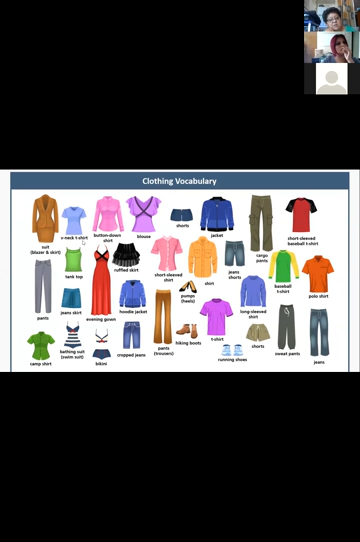 Clothing Vocabulary
suit
(blazer & skirt)
v-neck t-shirt
button-down
shirt
blouse
shorts
jacket
cargo
pants
short-sleeved
baseball t-shirt
tank top
ruffled skirt
short-sleeved
shirt
shirt
jeans
shorts
baseball
t-shirt
polo shirt
pants
jeans skirt
evening gown
hoodie jacket
pants
(trousers)
pumps
(heels)
long-sleeved
shirt
camp shirt
bathing suit
(swim suit)
bikini
cropped jeans
hiking boots
t-shirt
running shoes
shorts
sweat pants
jeans